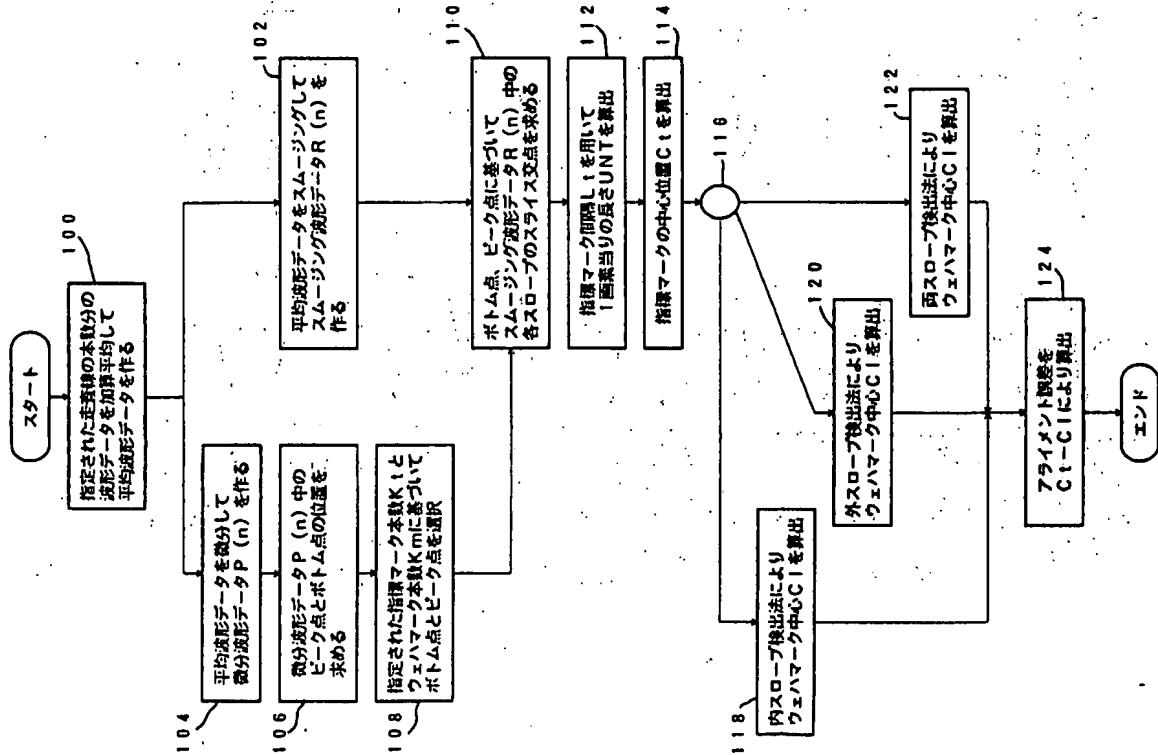 スタート
100
指定された走査線の本数分の
波形データを加算平均して
平均波形データを作る
102
平均波形データをスムージングして
スムージング波形データR(n)を
作る
104
平均波形データを微分して
微分波形データP(n)を作る
106
微分波形データP(n)中の
ピーク点とボトム点の位置を
求める
108
指定された指標マーク本数Ktと
ウェハマーク本数Kmに基づいて
ボトム点とピーク点を選択
110
ボトム点、ピーク点に基づいて
スムージング波形データR(n)中の
各スロープのスライス交点を求める
112
指標マーク間隔Ltを用いて
1画素当りの長さUNTを算出
114
指標マークの中心位置Ctを算出
116
118
内スロープ検出法により
ウェハマーク中心Clを算出
120
外スロープ検出法により
ウェハマーク中心Clを算出
122
両スロープ検出法により
ウェハマーク中心Clを算出
124
アライメント誤差を
Ct-Clにより算出
エンド